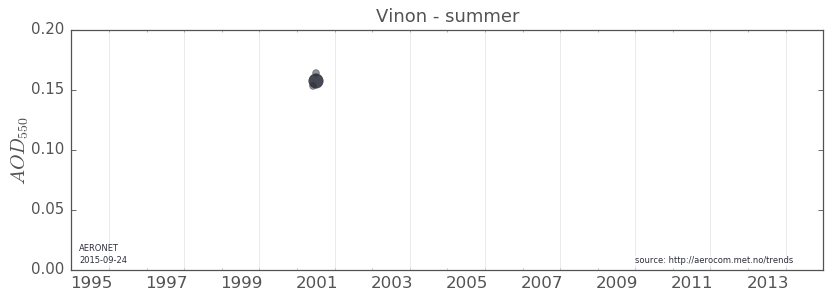 Vinon - summer
0.20
0.15
0.10
0.05
0.00
AOD550
AERONET
2015-09-24
source: http://aerocom.met.no/trends
1995 1997 1999 2001 2003 2005 2007 2009 2011 2013